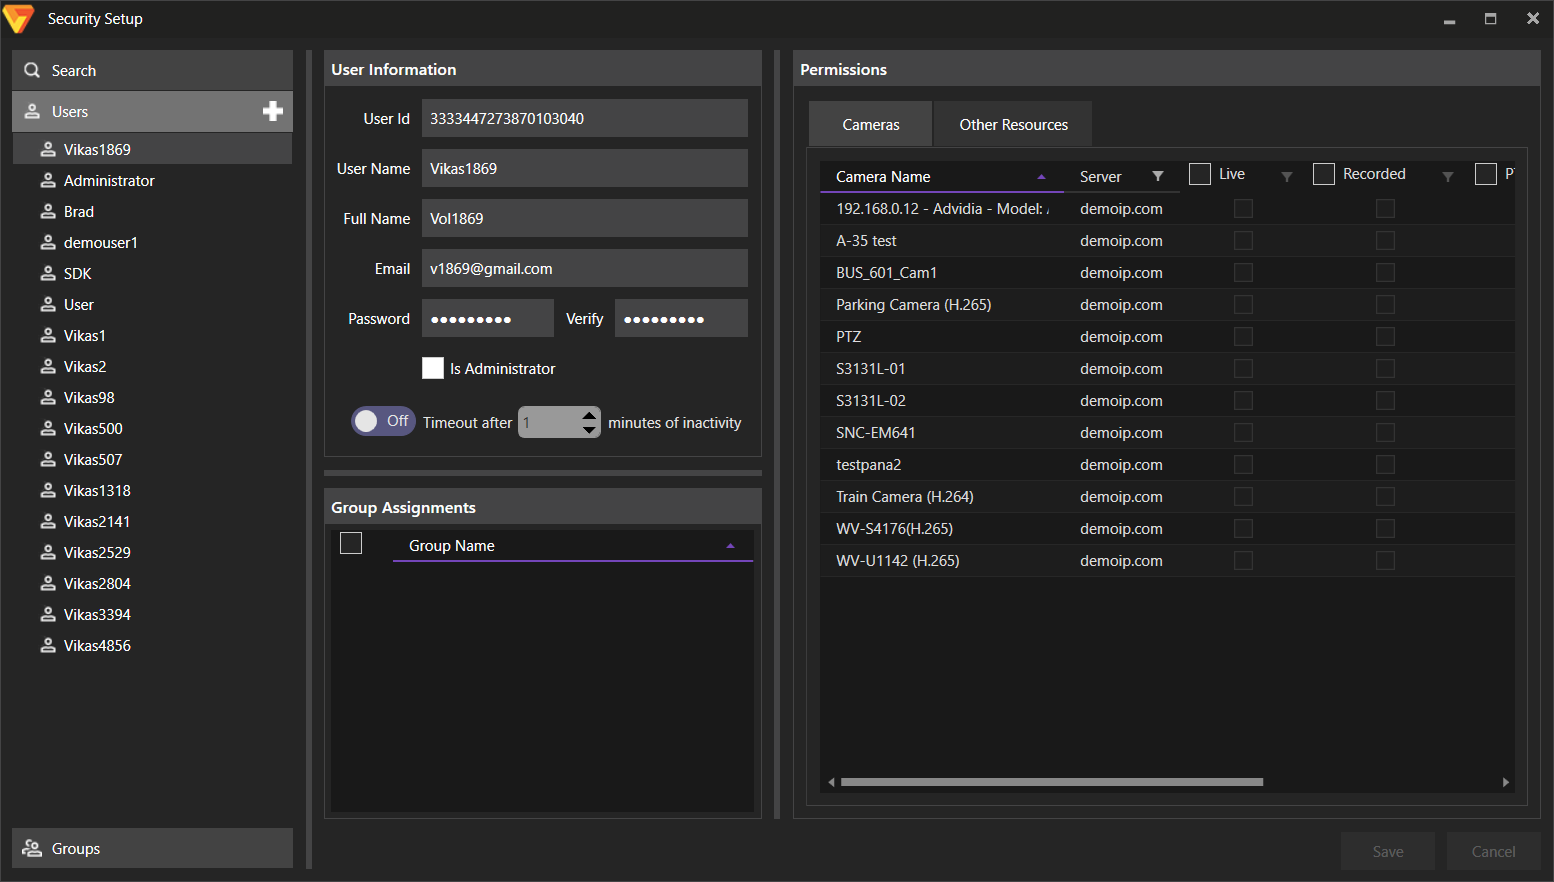 Security Setup
Search
Users
Vikas1869
Administrator
Brad
demouser1
SDK
User
Vikas1
Vikas2
Vikas98
Vikas500
Vikas507
Vikas1318
Vikas2141
Vikas2529
Vikas2804
Vikas3394
Vikas4856
Groups
User Information
User Id 3333447273870103040
User Name Vikas1869
Full Name Vol1869
Email v1869@gmail.com
Password ●●●●●●●●● Verify ●●●●●●●●●
Is Administrator
Off Timeout after 1 minutes of inactivity
Group Assignments
Group Name
Permissions
Cameras Other Resources
Camera Name Server Live Recorded
192.168.0.12 - Advidia - Model: demoip.com
A-35 test demoip.com
BUS_601_Cam1 demoip.com
Parking Camera (H.265) demoip.com
PTZ demoip.com
S3131L-01 demoip.com
S3131L-02 demoip.com
SNC-EM641 demoip.com
testpana2 demoip.com
Train Camera (H.264) demoip.com
WV-S4176(H.265) demoip.com
WV-U1142 (H.265) demoip.com
Save Cancel